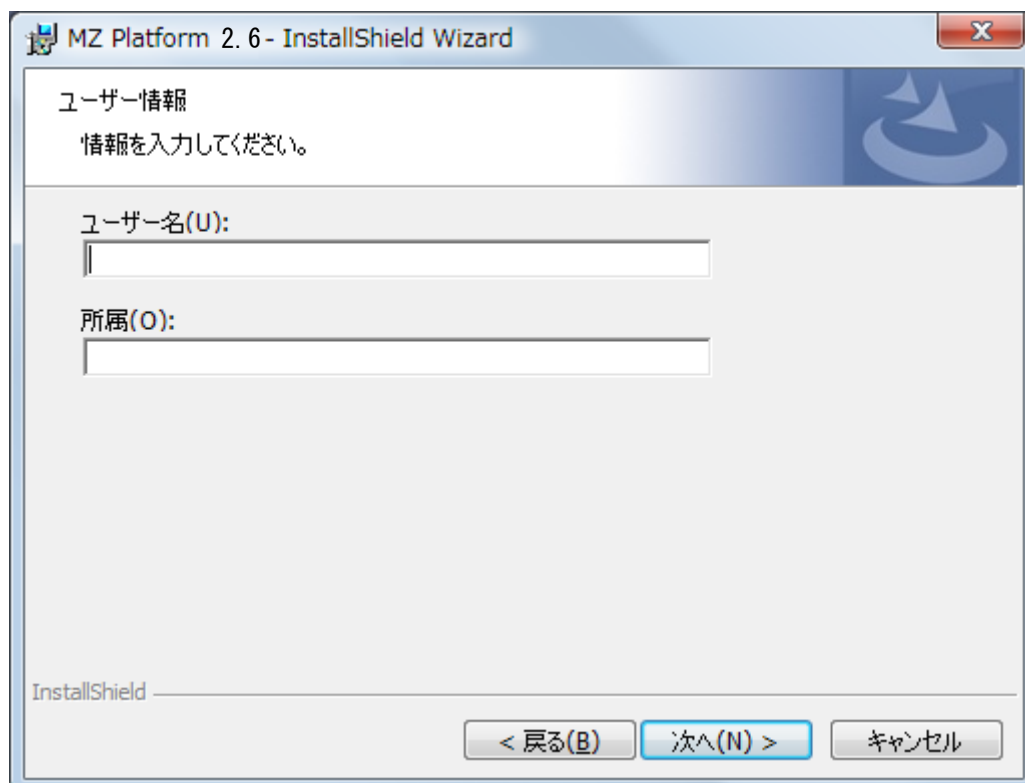 MZ Platform 2.6 - InstallShield Wizard
x
ユーザー情報
情報を入力してください。
ユーザー名(U):
所属(O):
InstallShield
< 戻る(B)
次へ(N) >
キャンセル